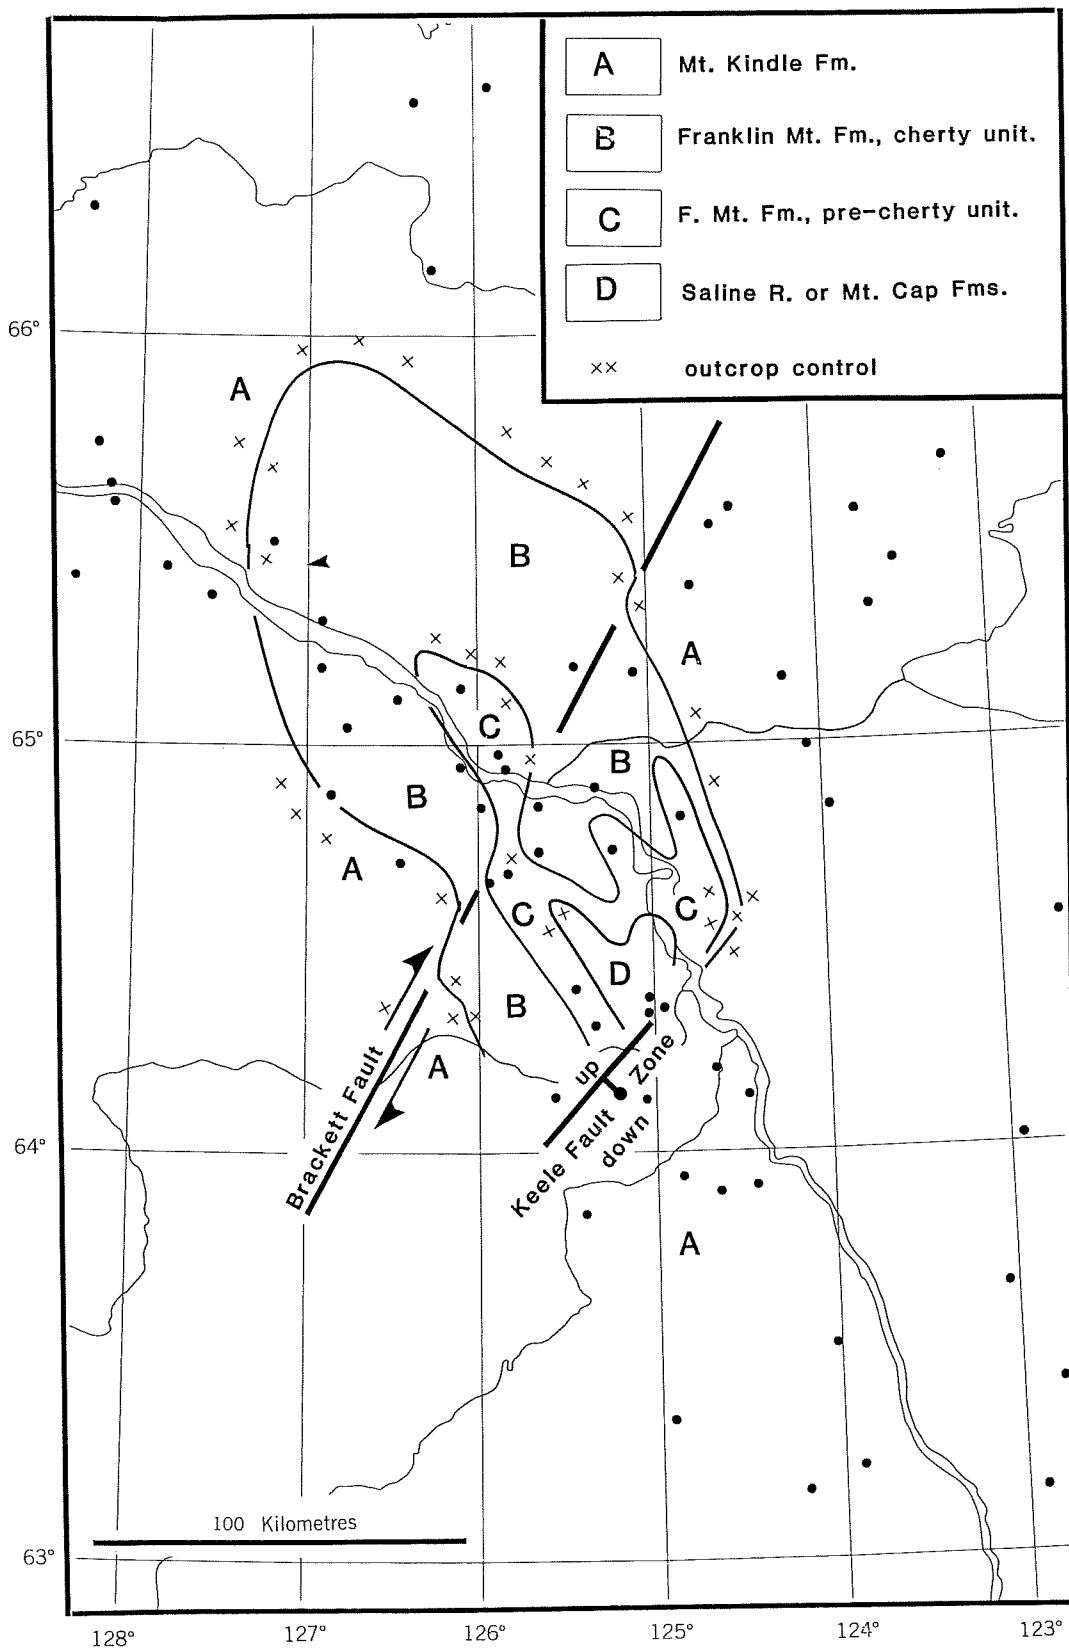 A Mt. Kindle Fm.
B Franklin Mt. Fm., cherty unit.
C F. Mt. Fm., pre-cherty unit.
D Saline R. or Mt. Cap Fms.
×× outcrop control
66°
A
B
A
C
65°
B
B
A
C
C
D
B
A
up
Zone
Brackett Fault
Keele Fault
down
64°
A
100 Kilometres
63°
128°
127°
126°
125°
124°
123°